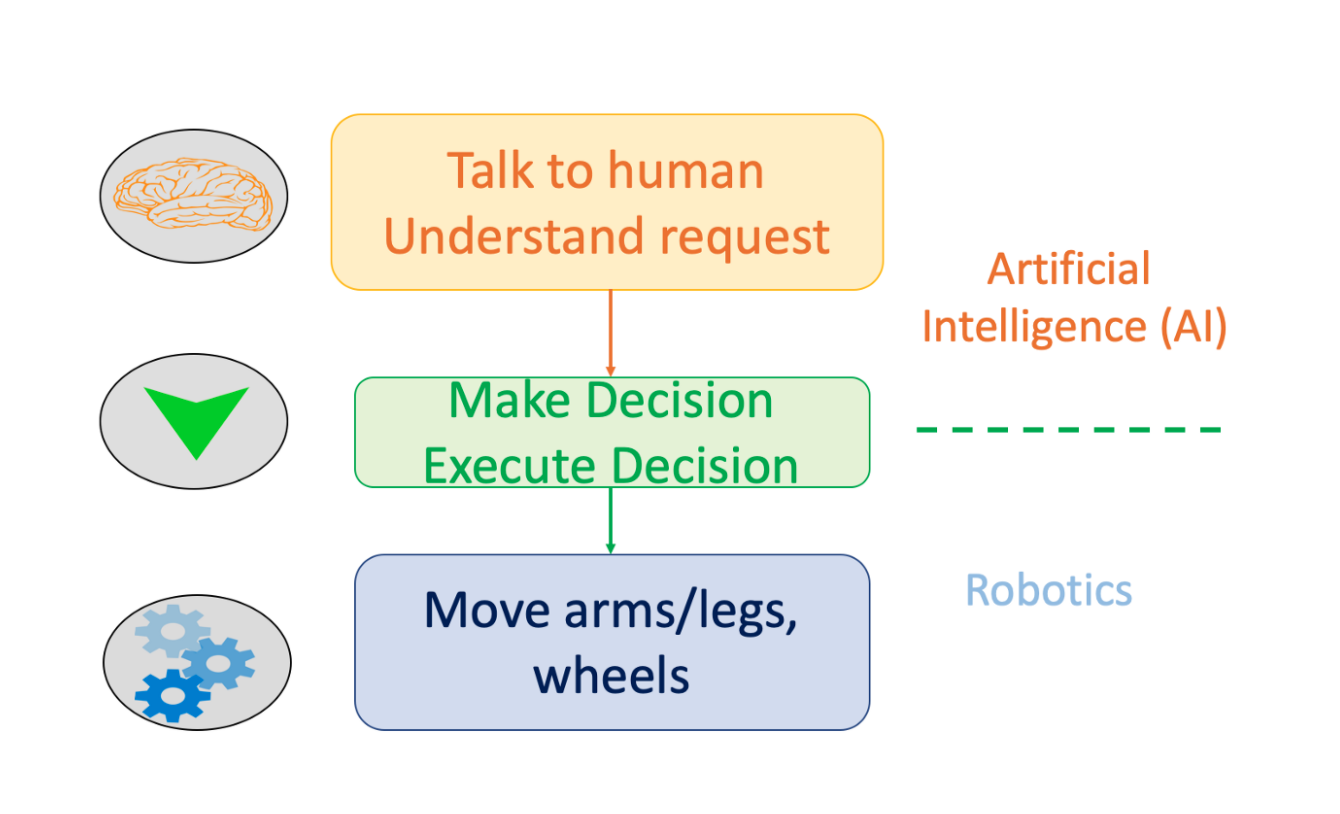 Talk to human
Understand request
Artificial
Intelligence (AI)
Make Decision
Execute Decision
Robotics
Move arms/legs,
wheels